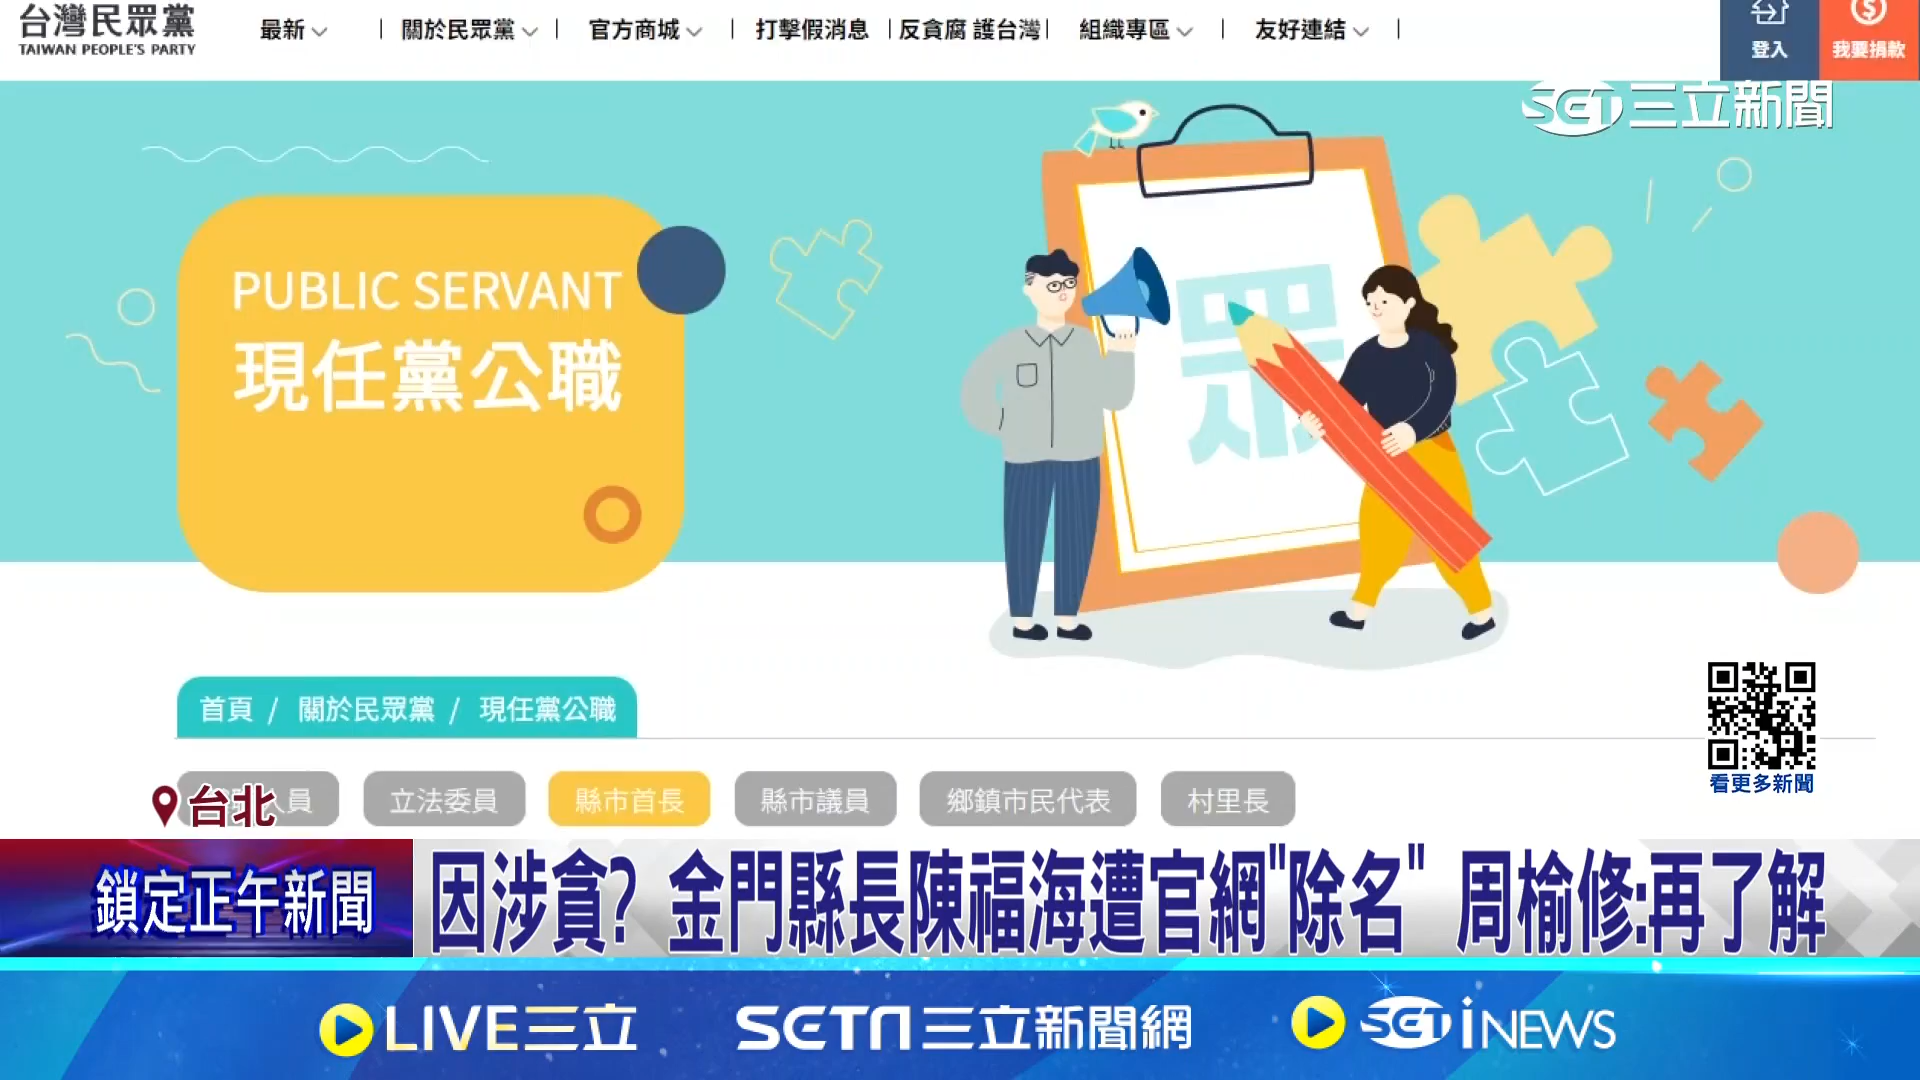 台灣民眾黨
TAIWAN PEOPLE'S PARTY
最新 | 關於民眾黨 | 官方商城 | 打擊假消息 | 反貪腐 護台灣 | 組織專區 | 友好連結 |
登入
我要捐款
SET三立新聞
PUBLIC SERVANT
現任黨公職
眾
首頁 / 關於民眾黨 / 現任黨公職
看更多新聞
台北
人員 立法委員 縣市首長 縣市議員 鄉鎮市民代表 村里長
鎖定正午新聞
因涉貪? 金門縣長陳福海遭官網"除名" 周榆修:再了解
LIVE三立 SETN三立新聞網 SET iNEWS